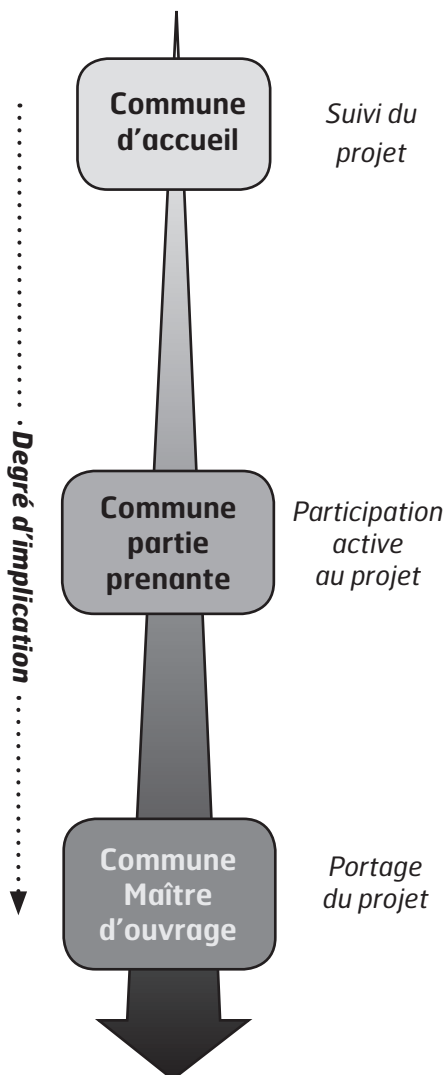 Commune
d'accueil
Suivi du
projet
Degré d'implication
Commune
partie
prenante
Participation
active
au projet
Commune
Maître
d'ouvrage
Portage
du projet